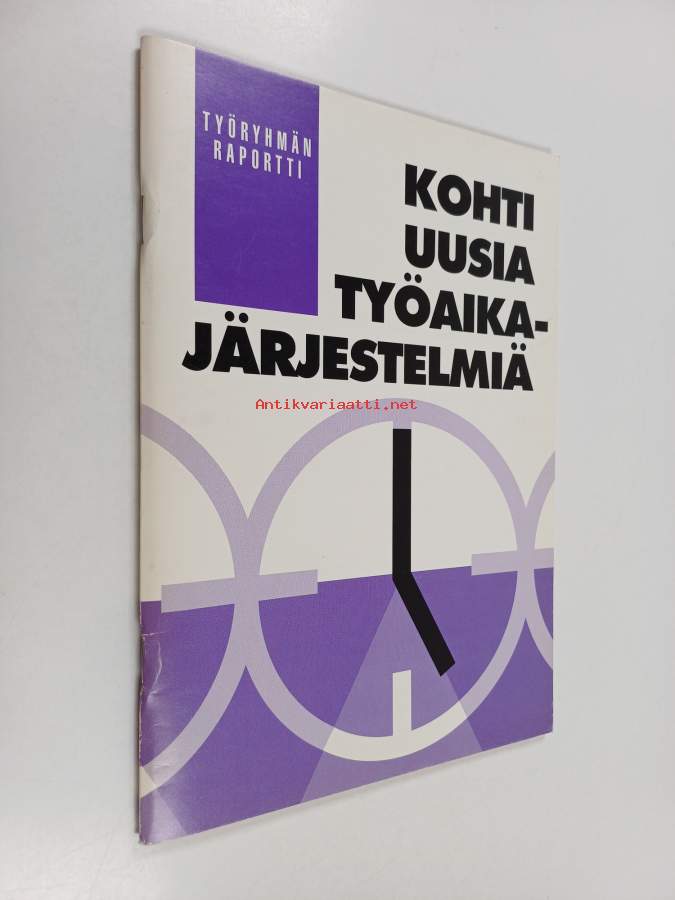 TYÖRYHMÄN
RAPORTTI
KOHTI
UUSIA
TYÖAIKA-
JÄRJESTELMIÄ
Antikvariaatti.net